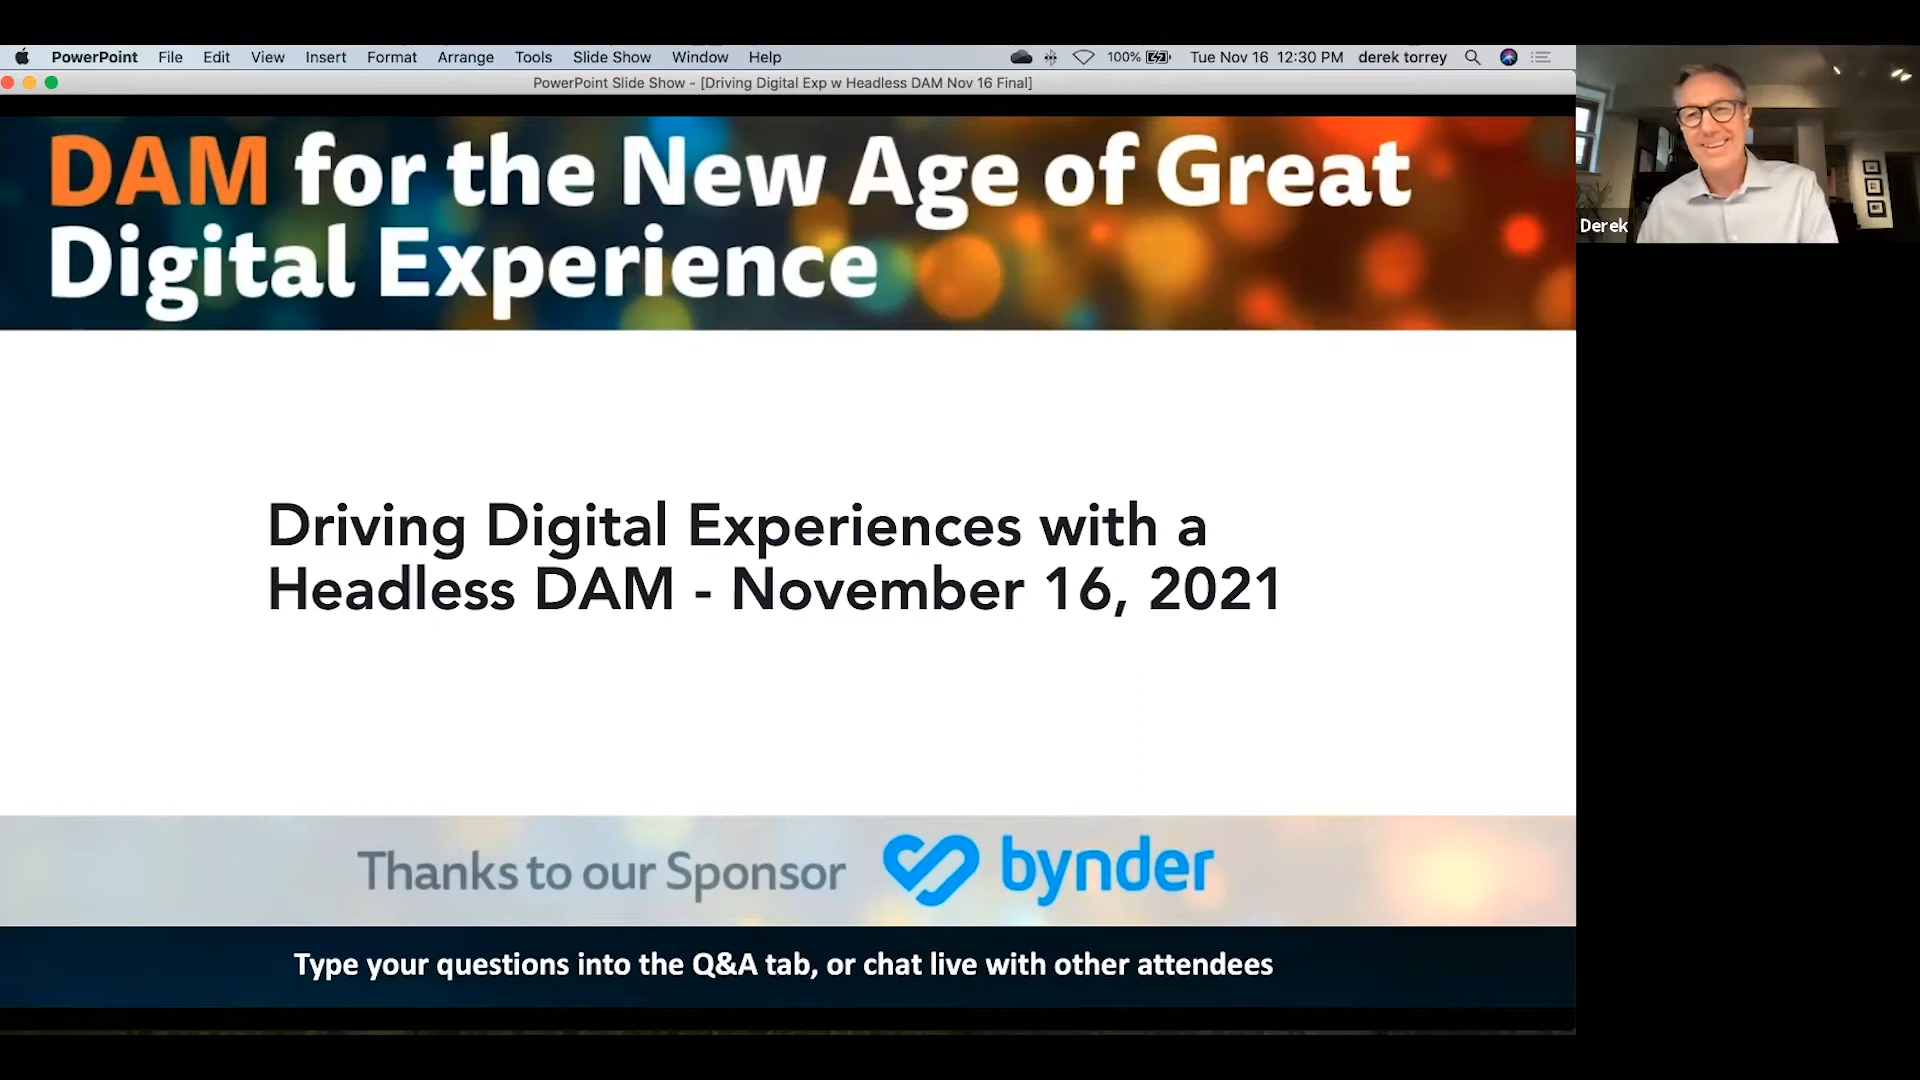 PowerPoint File Edit View Insert Format Arrange Tools Slide Show Window Help 100% Tue Nov 16 12:30 PM derek torrey
PowerPoint Slide Show - [Driving Digital Exp w Headless DAM Nov 16 Final]
DAM for the New Age of Great
Digital Experience
Derek
Driving Digital Experiences with a
Headless DAM - November 16, 2021
Thanks to our Sponsor bynder
Type your questions into the Q&A tab, or chat live with other attendees